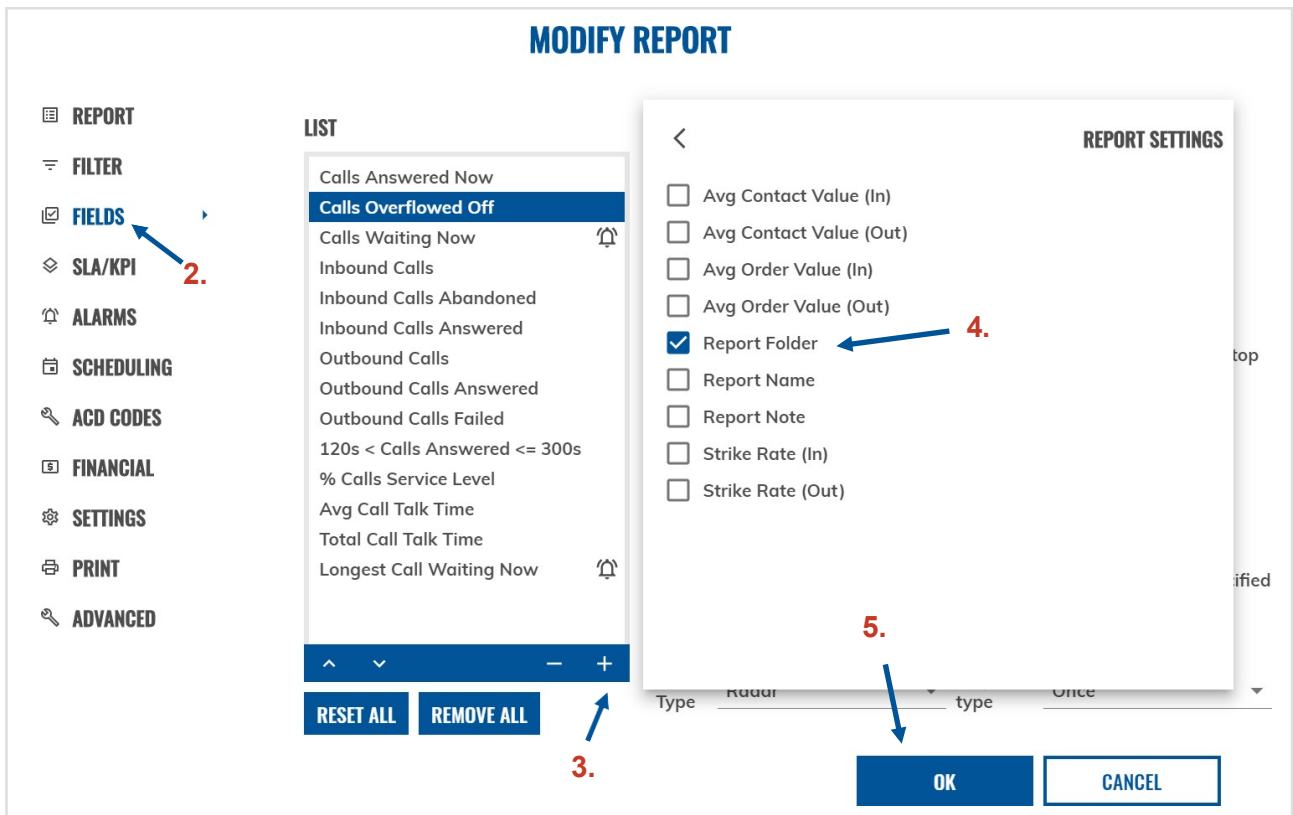 MODIFY REPORT
REPORT
FILTER
FIELDS
2.
SLA/KPI
ALARMS
SCHEDULING
ACD CODES
FINANCIAL
SETTINGS
PRINT
ADVANCED
LIST
Calls Answered Now
Calls Overflowed Off
Calls Waiting Now
Inbound Calls
Inbound Calls Abandoned
Inbound Calls Answered
Outbound Calls
Outbound Calls Answered
Outbound Calls Failed
120s < Calls Answered <= 300s
% Calls Service Level
Avg Call Talk Time
Total Call Talk Time
Longest Call Waiting Now
RESET ALL
REMOVE ALL
3.
REPORT SETTINGS
Avg Contact Value (In)
Avg Contact Value (Out)
Avg Order Value (In)
Avg Order Value (Out)
Report Folder
4.
Report Name
Report Note
Strike Rate (In)
Strike Rate (Out)
top
5.
Type Radar type Once
OK
CANCEL